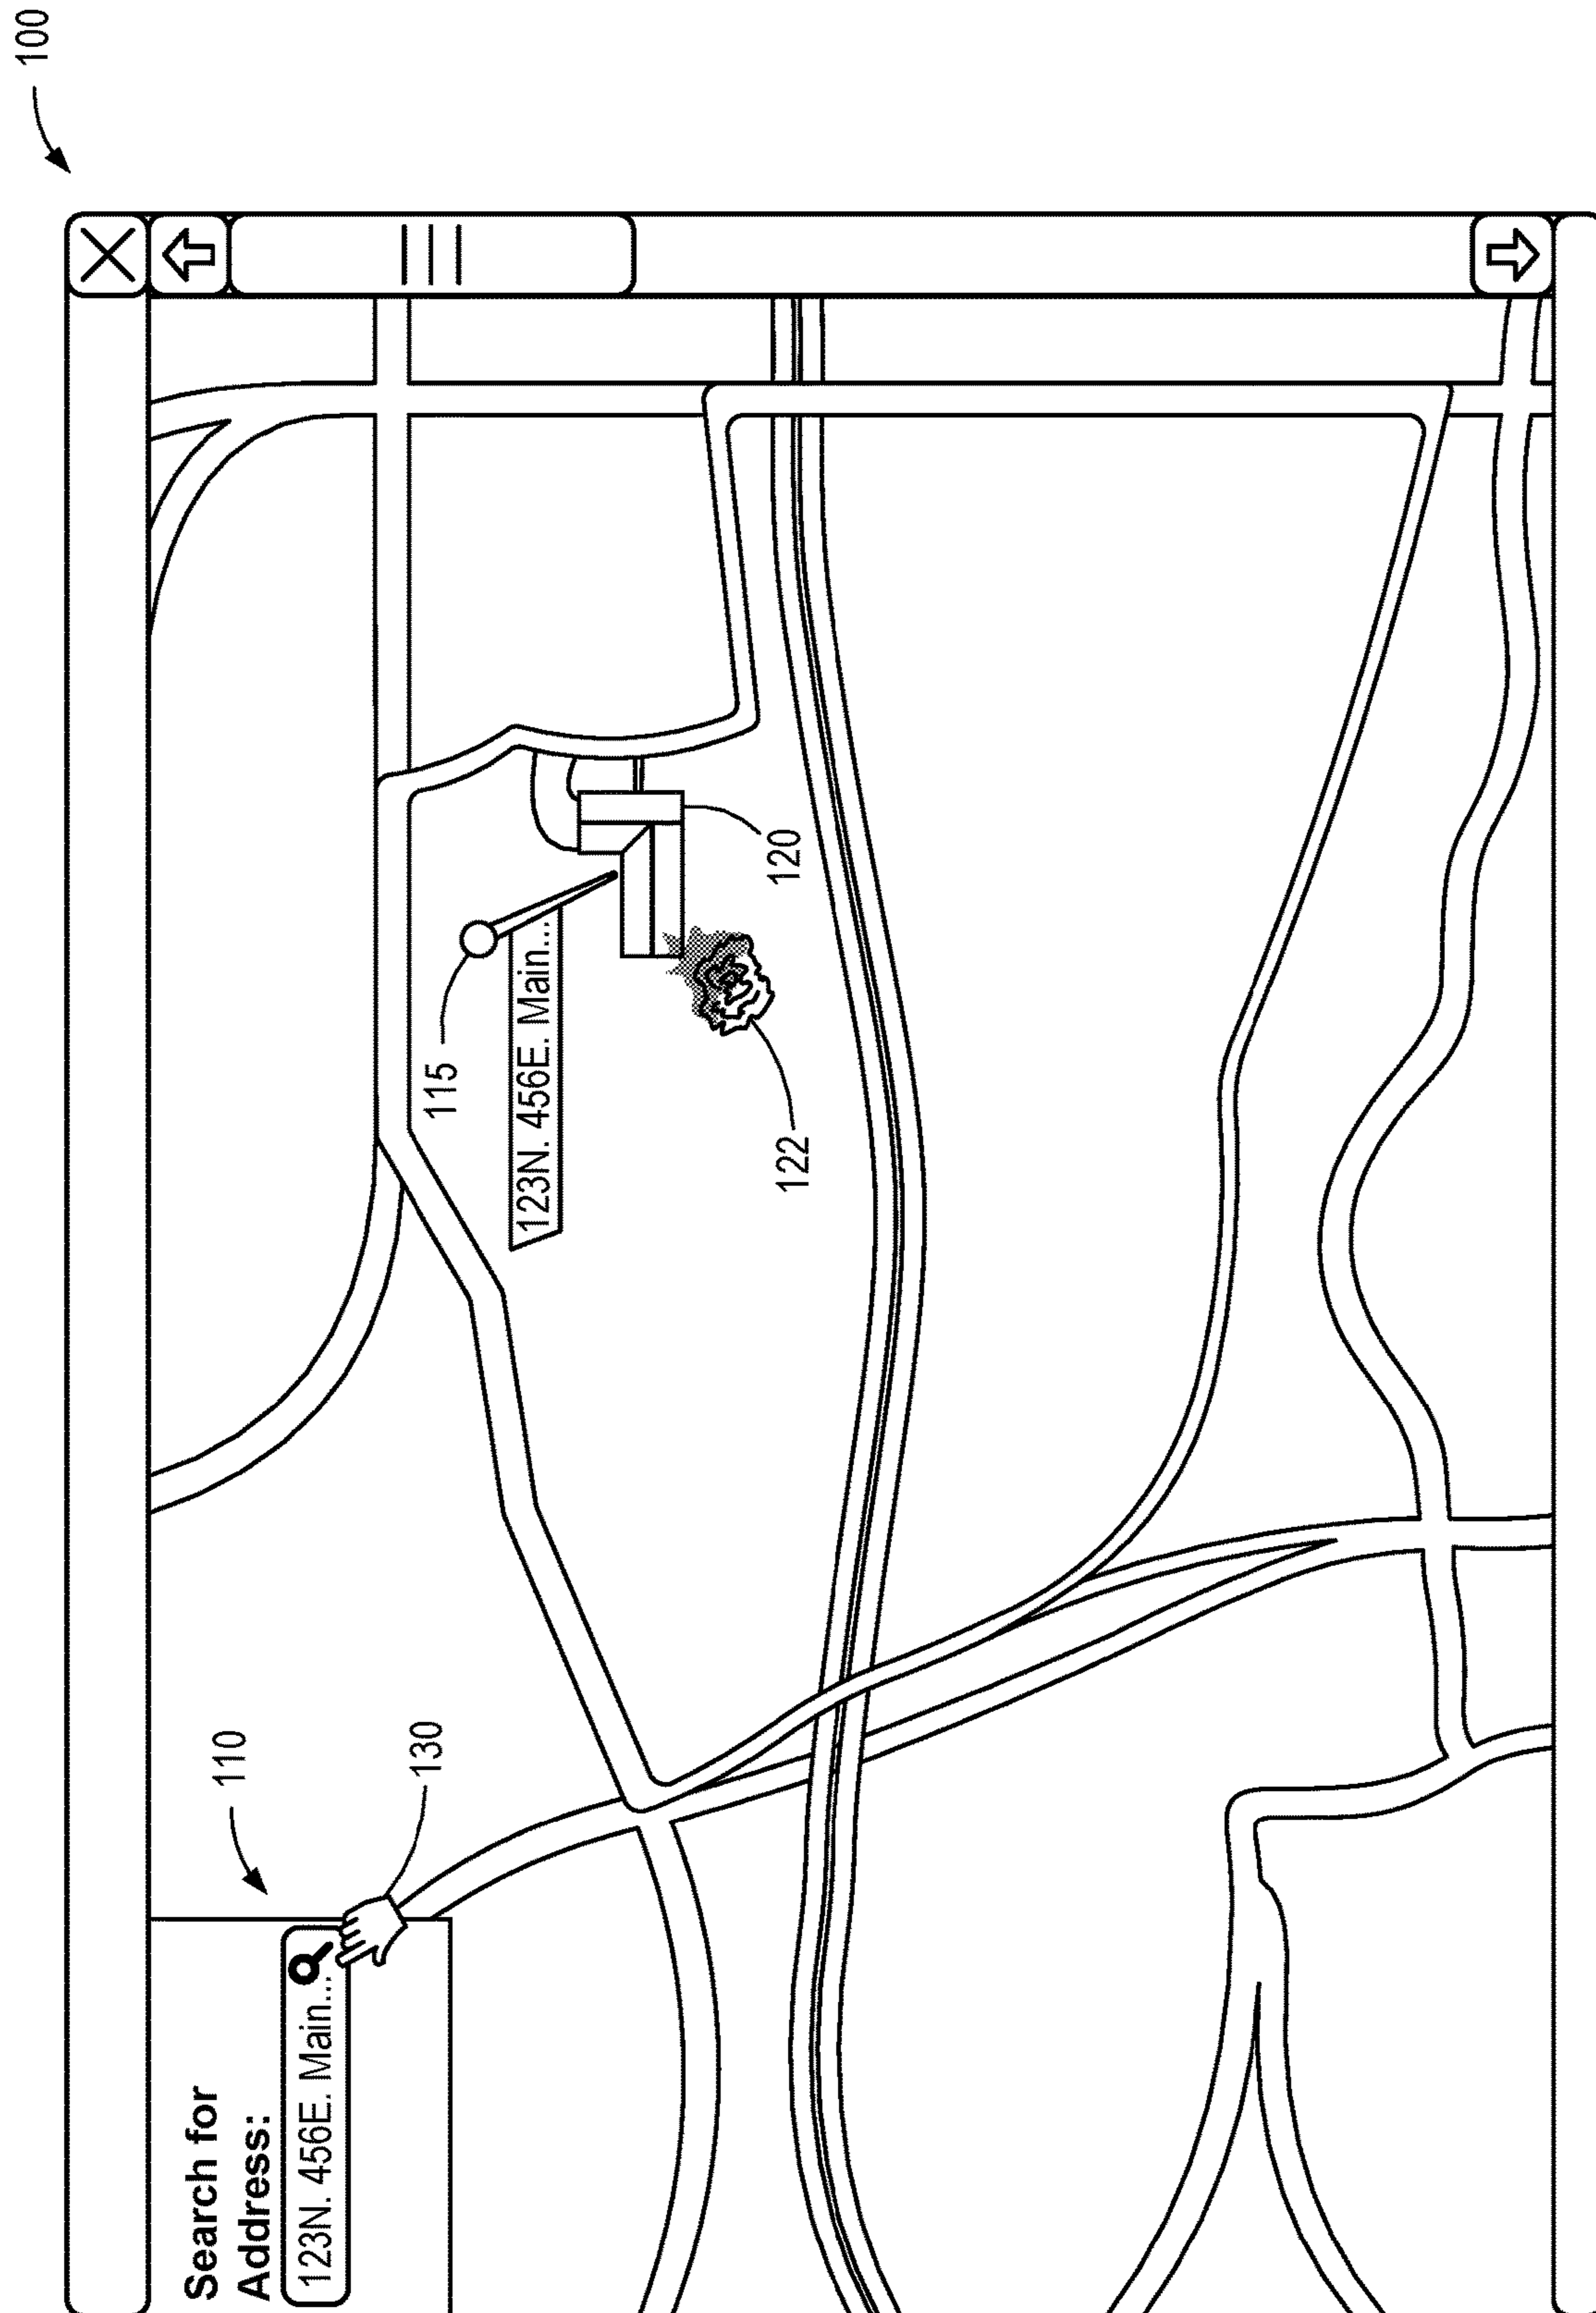 100
110
Search for
Address:
123N. 456E. Main...
130
115
123N. 456E. Main...
120
122